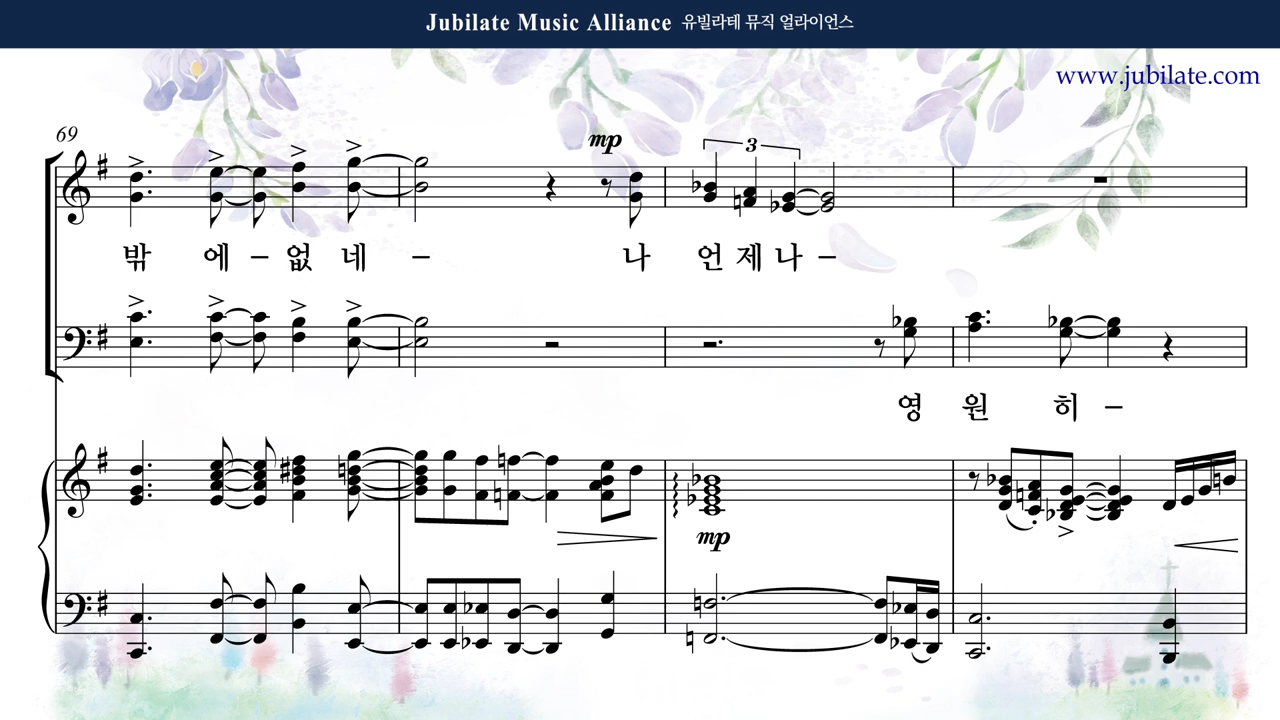 Jubilate Music Alliance 유빌라테 뮤직 얼라이언스
www.jubilate.com
69
mp
3
밖 에 – 없 네 – 나 언 제 나 –
영 원 히 –
mp